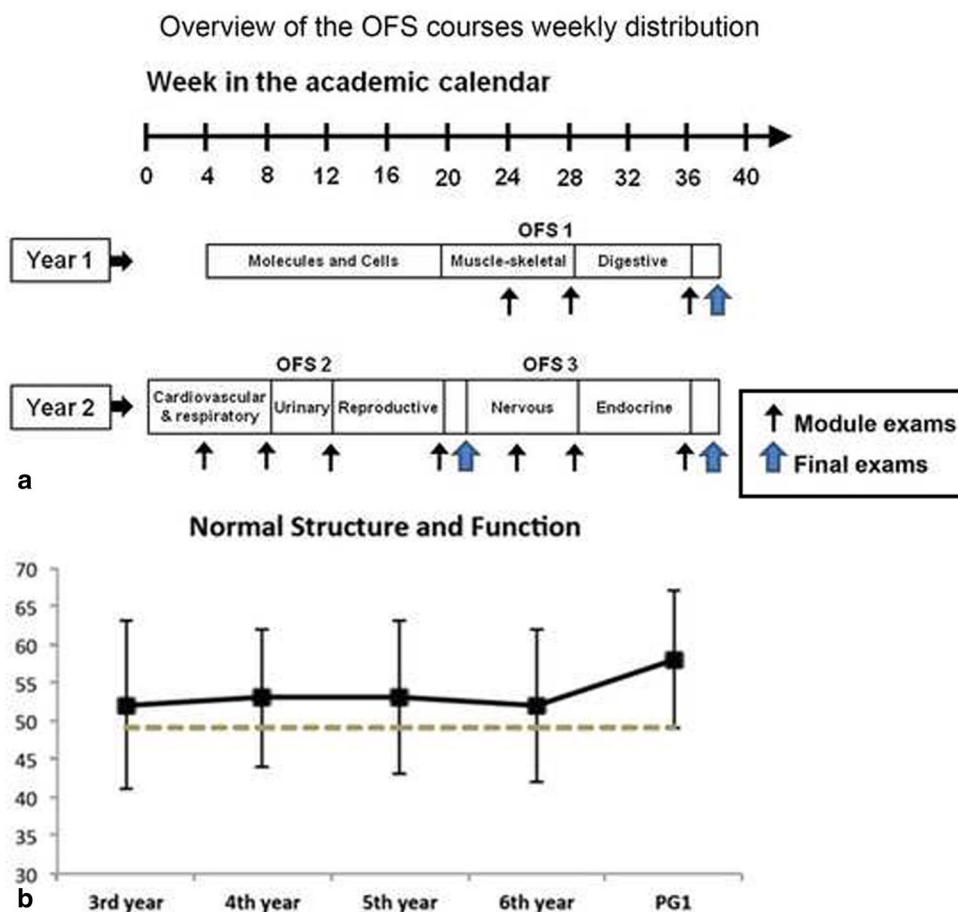 Overview of the OFS courses weekly distribution
Week in the academic calendar
0 4 8 12 16 20 24 28 32 36 40
OFS 1
Year 1
Molecules and Cells
Muscle-skeletal
Digestive
OFS 2
OFS 3
Year 2
Cardiovascular
& respiratory
Urinary
Reproductive
Nervous
Endocrine
Module exams
Final exams
a
Normal Structure and Function
70
65
60
55
50
45
40
35
30
b
3rd year 4th year 5th year 6th year PG1